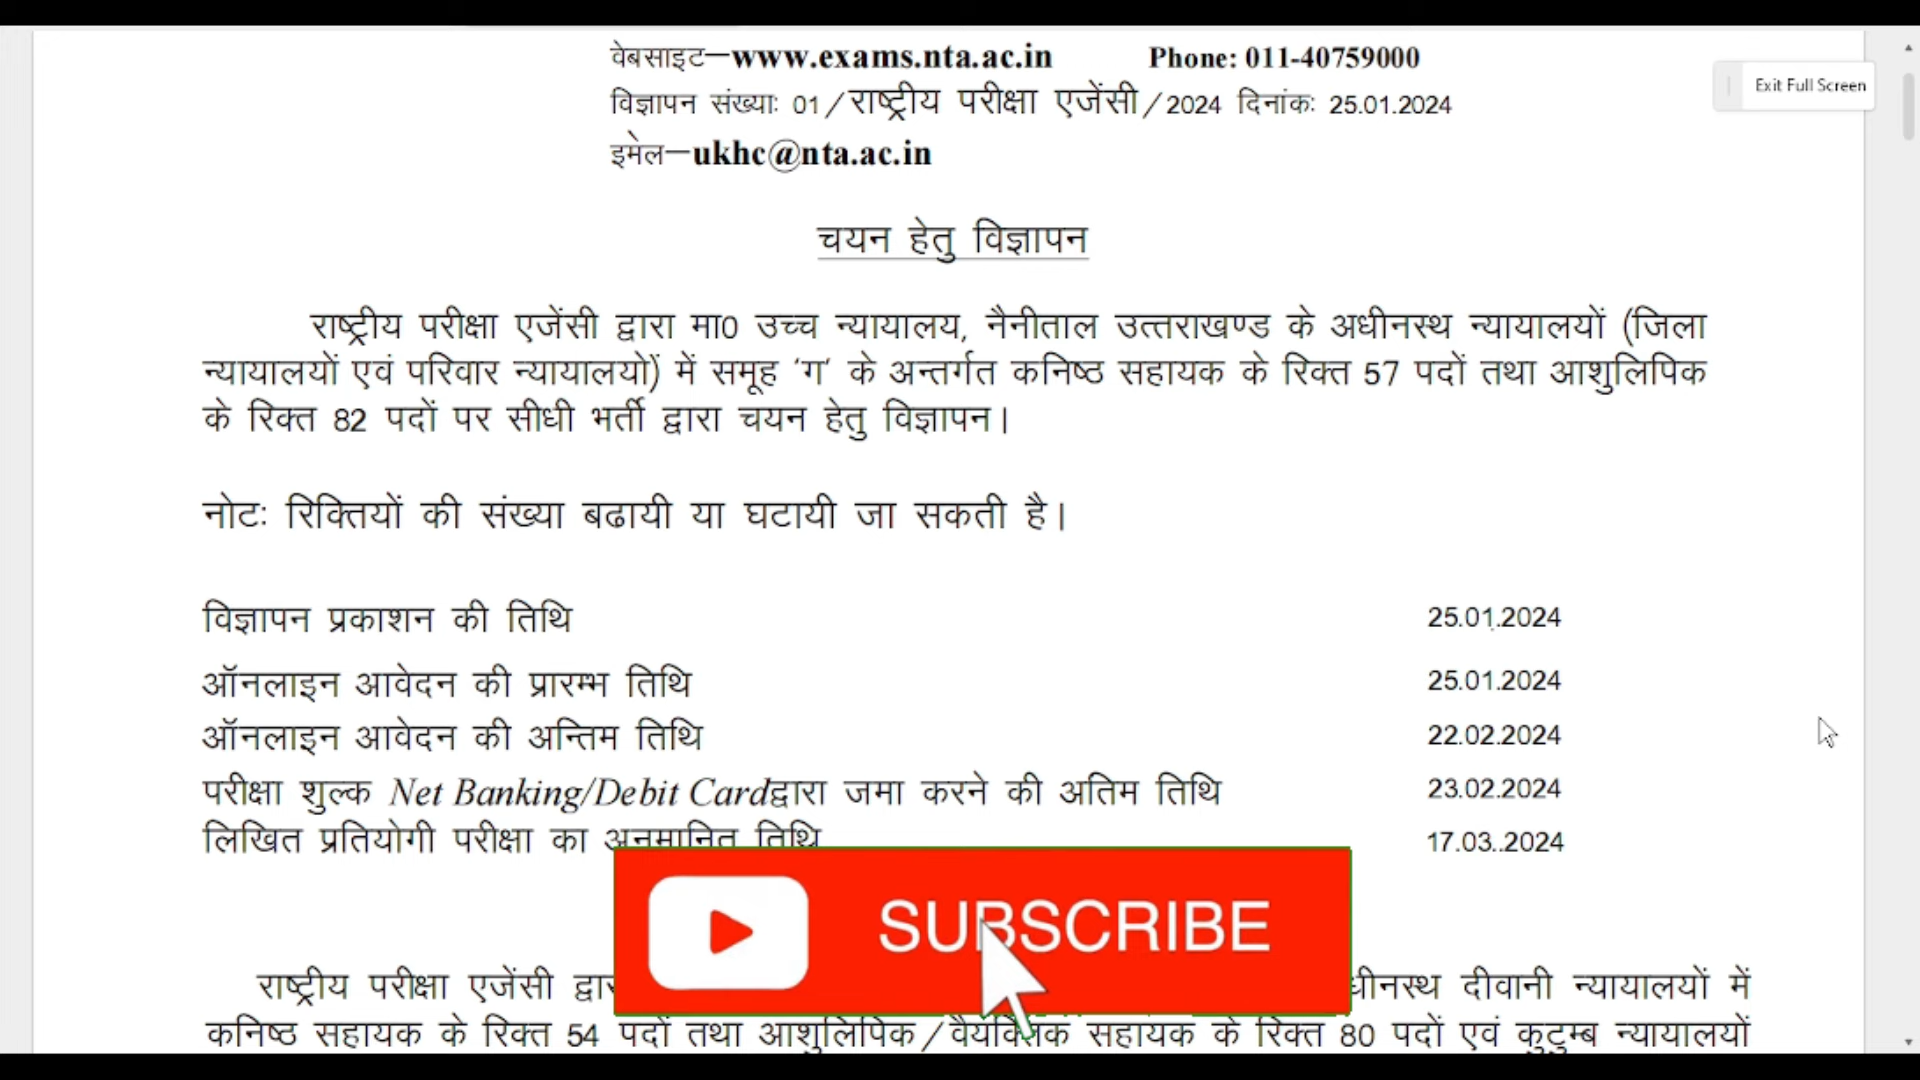 वेबसाइट—www.exams.nta.ac.in Phone: 011-40759000
Exit Full Screen
विज्ञापन संख्याः 01/राष्ट्रीय परीक्षा एजेंसी/2024 दिनांकः 25.01.2024
इमेल—ukhc@nta.ac.in
चयन हेतु विज्ञापन
राष्ट्रीय परीक्षा एजेंसी द्वारा मा0 उच्च न्यायालय, नैनीताल उत्तराखण्ड के अधीनस्थ न्यायालयों (जिला
न्यायालयों एवं परिवार न्यायालयों) में समूह 'ग' के अन्तर्गत कनिष्ठ सहायक के रिक्त 57 पदों तथा आशुलिपिक
के रिक्त 82 पदों पर सीधी भर्ती द्वारा चयन हेतु विज्ञापन।
नोटः रिक्तियों की संख्या बढायी या घटायी जा सकती है।
विज्ञापन प्रकाशन की तिथि 25.01.2024
ऑनलाइन आवेदन की प्रारम्भ तिथि 25.01.2024
ऑनलाइन आवेदन की अन्तिम तिथि 22.02.2024
परीक्षा शुल्क Net Banking/Debit Cardद्वारा जमा करने की अतिम तिथि 23.02.2024
लिखित प्रतियोगी परीक्षा का अनुमानित तिथि 17.03..2024
SUBSCRIBE
राष्ट्रीय परीक्षा एजेंसी दीवानी न्यायालयों में
कनिष्ठ सहायक के रिक्त 54 पदों तथा आशुलिपिक/वैयक्तिक सहायक के रिक्त 80 पदों एवं कुटुम्ब न्यायालयों